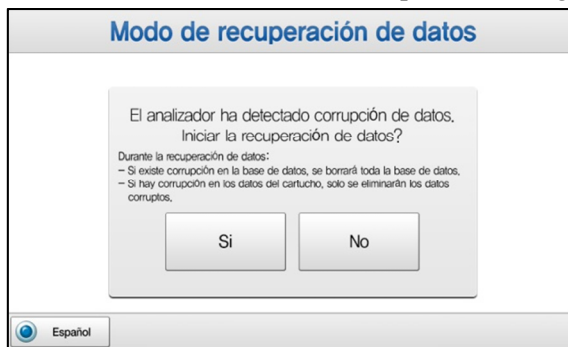 Modo de recuperación de datos
El analizador ha detectado corrupción de datos.
Iniciar la recuperación de datos?
Durante la recuperación de datos:
– Si existe corrupción en la base de datos, se borrará toda la base de datos.
– Si hay corrupción en los datos del cartucho, solo se eliminarán los datos
corruptos.
Si
No
Español